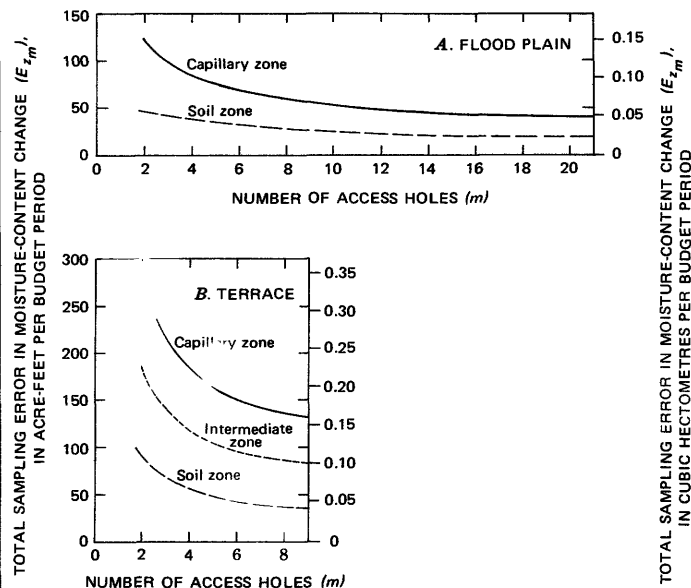 TOTAL SAMPLING ERROR IN MOISTURE-CONTENT CHANGE (E_z_m),
IN ACRE-FEET PER BUDGET PERIOD
150
100
50
0
A. FLOOD PLAIN
Capillary zone
Soil zone
0.15
0.10
0.05
0
0 2 4 6 8 10 12 14 16 18 20
NUMBER OF ACCESS HOLES (m)
300
250
200
150
100
50
0
B. TERRACE
Capillary zone
Intermediate
zone
Soil zone
0.35
0.30
0.25
0.20
0.15
0.10
0.05
0
0 2 4 6 8
NUMBER OF ACCESS HOLES (m)
TOTAL SAMPLING ERROR IN MOISTURE-CONTENT CHANGE (E_z_m),
IN CUBIC HECTOMETRES PER BUDGET PERIOD